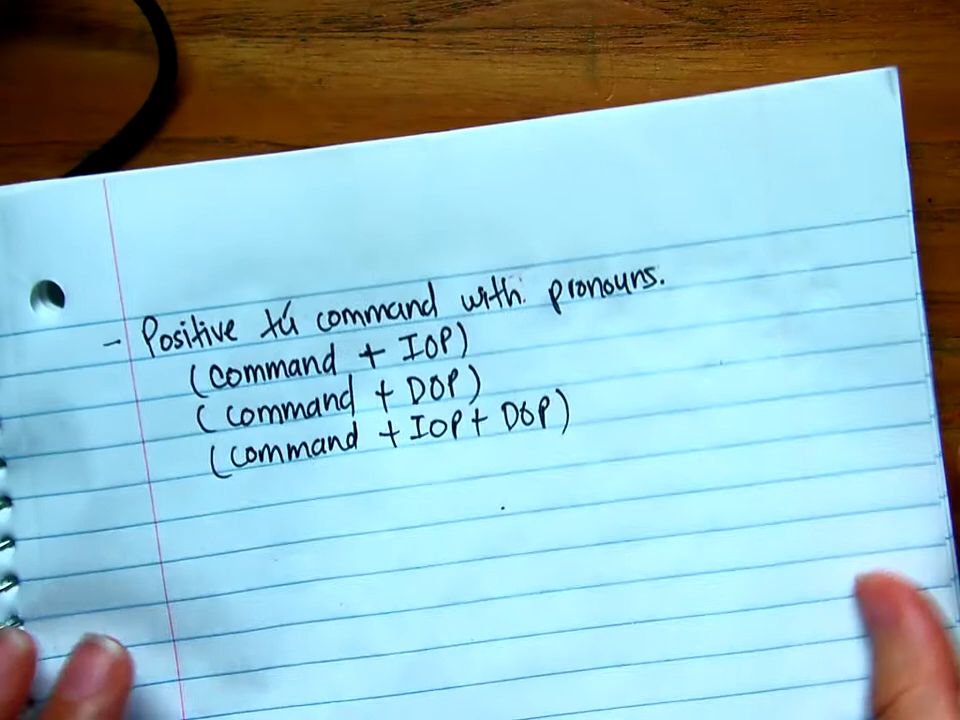 - Positive tú command with pronouns.
(command + IOP)
(command + DOP)
(command + IOP + DOP)